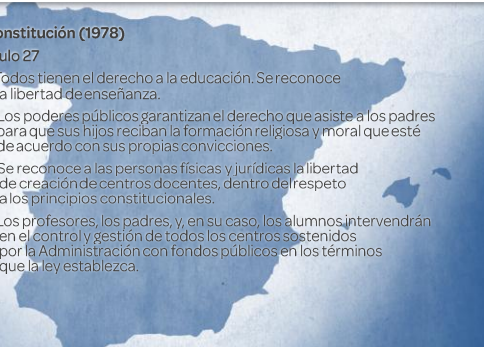 onstitución (1978)
ulo 27
Todos tienen el derecho a la educación. Se reconoce
a libertad de enseñanza.
Los poderes públicos garantizan el derecho que asiste a los padres
para que sus hijos reciban la formación religiosa y moral que esté
de acuerdo con sus propias convicciones.
Se reconoce a las personas físicas y jurídicas la libertad
de creación de centros docentes, dentro del respeto
a los principios constitucionales.
Los profesores, los padres, y, en su caso, los alumnos intervendrán
en el control y gestión de todos los centros sostenidos
por la Administración con fondos públicos en los términos
que la ley establezca.